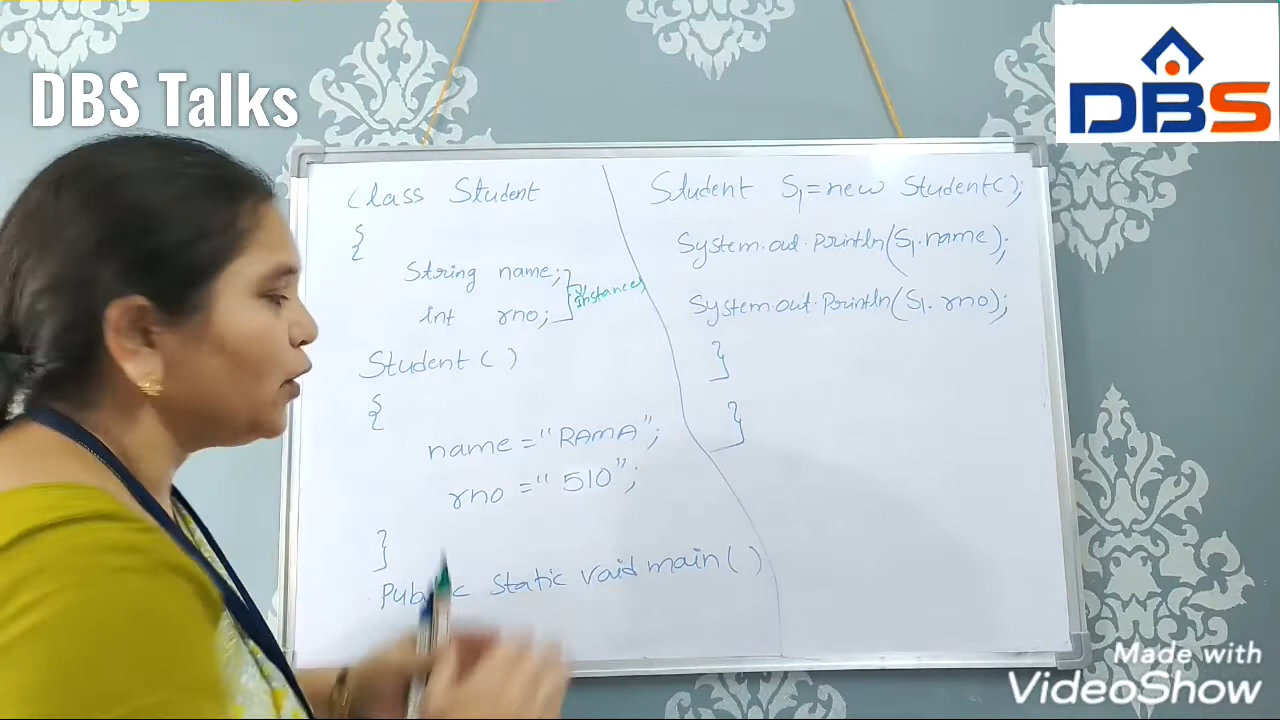 DBS Talks
DBS
class Student
{
String name;
int rno;
} instances
Student ( )
{
name = "RAMA";
rno = "510";
}
static void main ( )
Student S1 = new Student();
System.out.println(S1.name);
System.out.println(S1.rno);
}
}
Made with
VideoShow